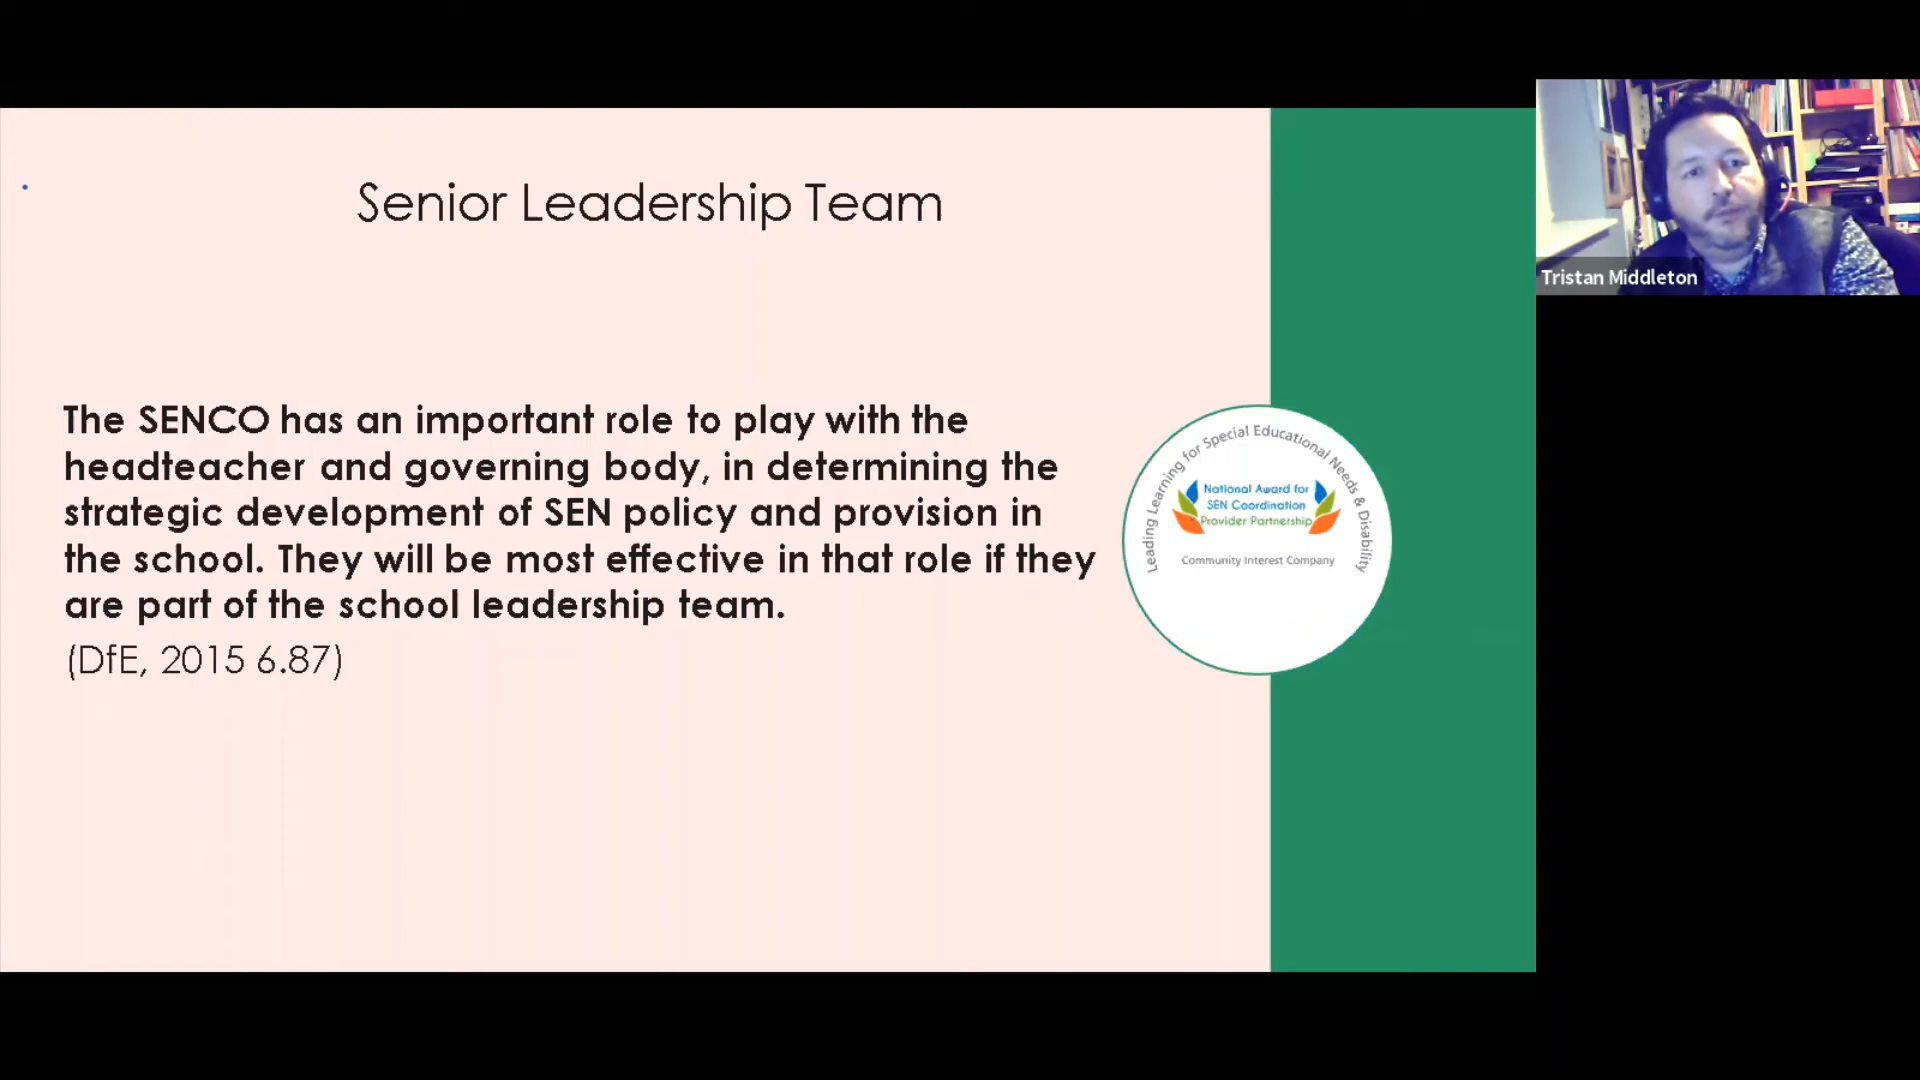 Senior Leadership Team
The SENCO has an important role to play with the
headteacher and governing body, in determining the
strategic development of SEN policy and provision in
the school. They will be most effective in that role if they
are part of the school leadership team.
(DfE, 2015 6.87)
Leading Learning for Special Educational Needs & Disability
National Award for
SEN Coordination
Provider Partnership
Community Interest Company
Tristan Middleton